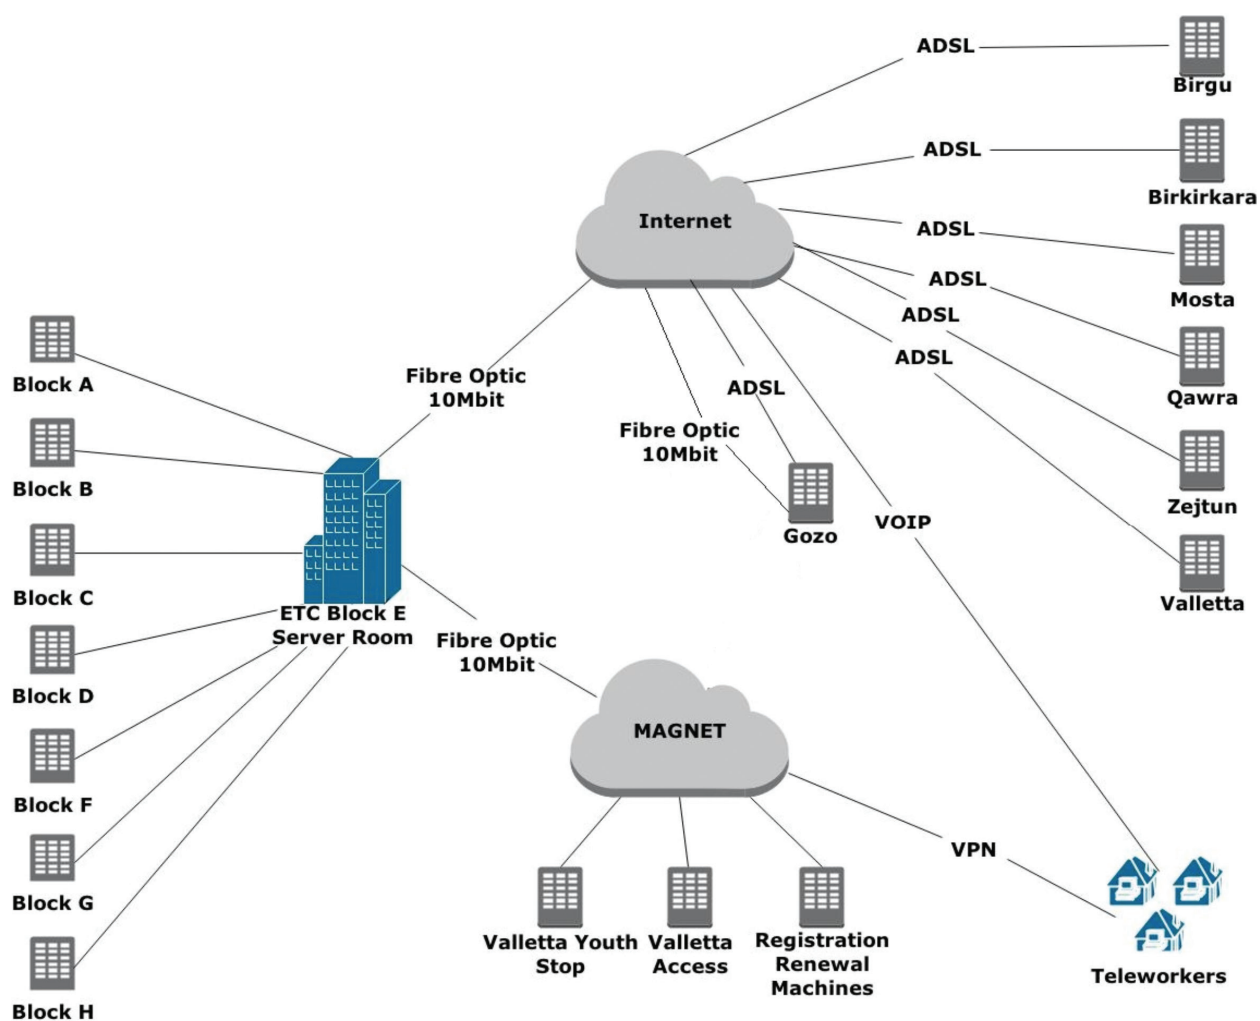 ADSL
Birgu
ADSL
Birkirkara
Internet
ADSL
Mosta
ADSL
ADSL
ADSL
Qawra
Block A
Fibre Optic
10Mbit
ADSL
Fibre Optic
10Mbit
Block B
Gozo
VOIP
Zejtun
Block C
Valletta
ETC Block E
Server Room
Fibre Optic
10Mbit
Block D
MAGNET
Block F
VPN
Block G
Valletta Youth
Stop
Valletta
Access
Registration
Renewal
Machines
Teleworkers
Block H